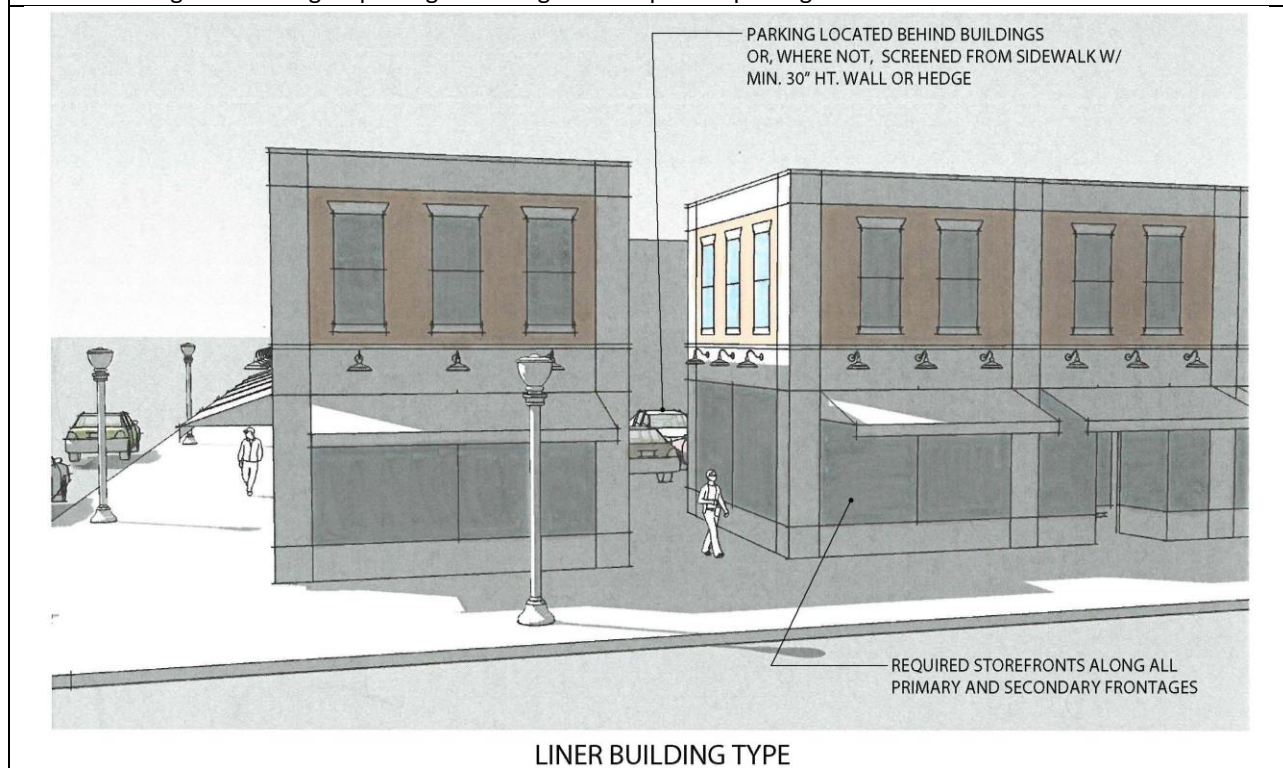 PARKING LOCATED BEHIND BUILDINGS
OR, WHERE NOT, SCREENED FROM SIDEWALK W/
MIN. 30" HT. WALL OR HEDGE
REQUIRED STOREFRONTS ALONG ALL
PRIMARY AND SECONDARY FRONTAGES
LINER BUILDING TYPE